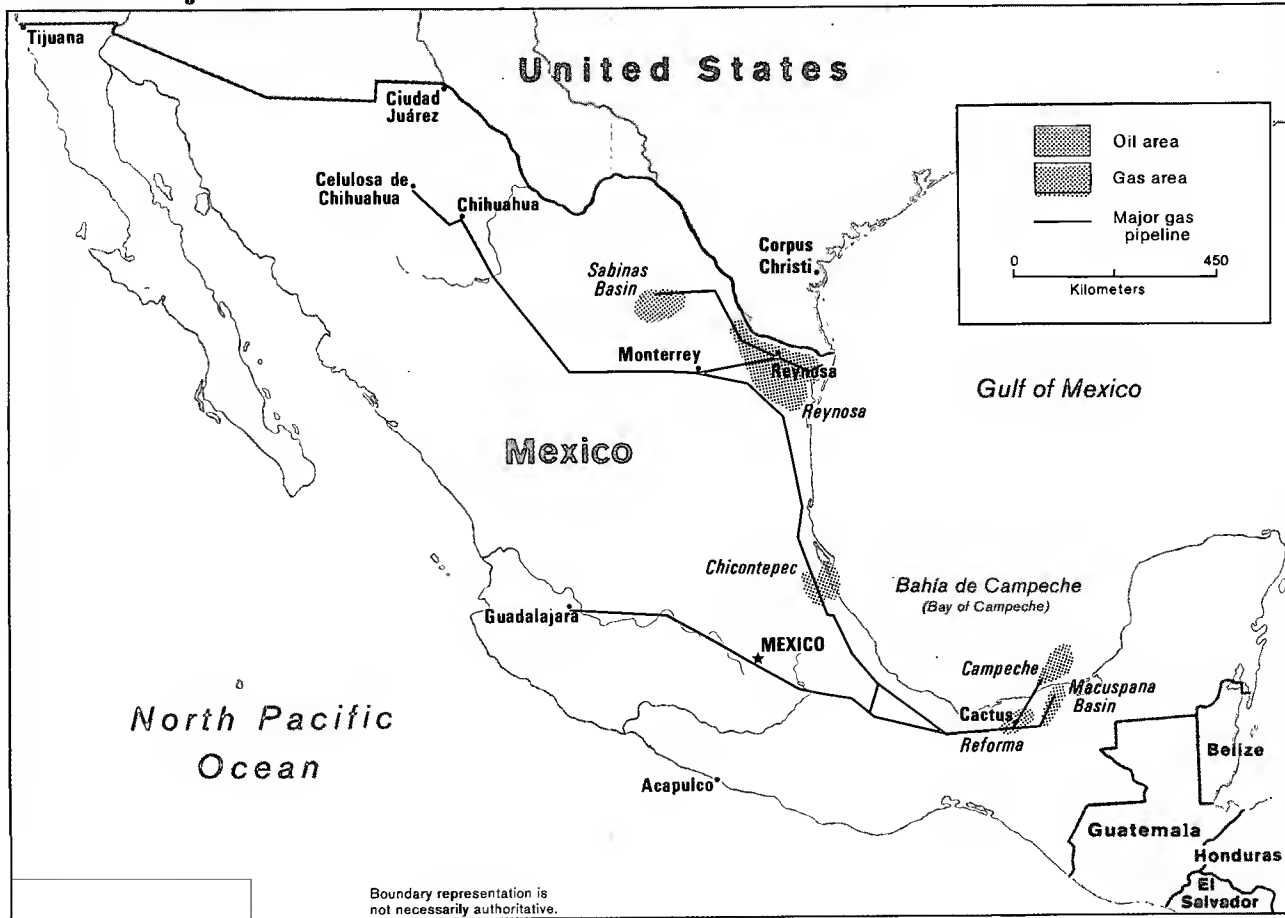 Tijuana
United States
Ciudad
Juárez
Oil area
Gas area
Major gas
pipeline
0 450
Kilometers
Celulosa de
Chihuahua
Chihuahua
Corpus
Christi
Sabinas
Basin
Monterrey
Reynosa
Reynosa
Gulf of Mexico
Mexico
Chicontepec
Bahía de Campeche
(Bay of Campeche)
Guadalajara
MEXICO
Campeche
Macuspana
Basin
Cactus
Reforma
North Pacific
Ocean
Belize
Acapulco
Guatemala
Honduras
El
Salvador
Boundary representation is
not necessarily authoritative.